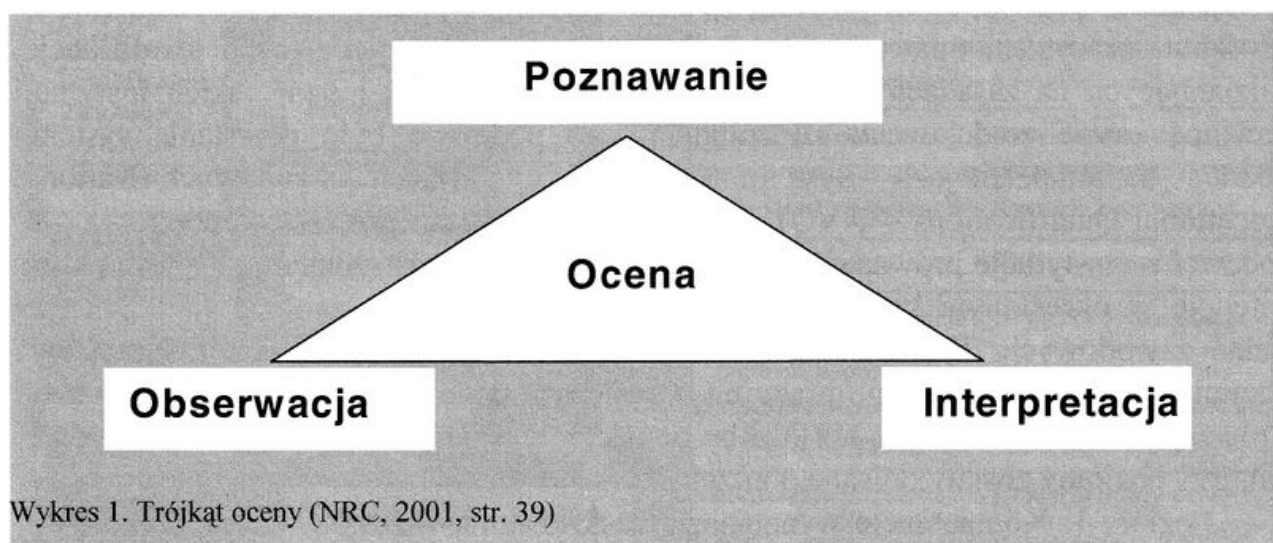 Poznawanie
Ocena
Obserwacja
Interpretacja
Wykres 1. Trójkąt oceny (NRC, 2001, str. 39)